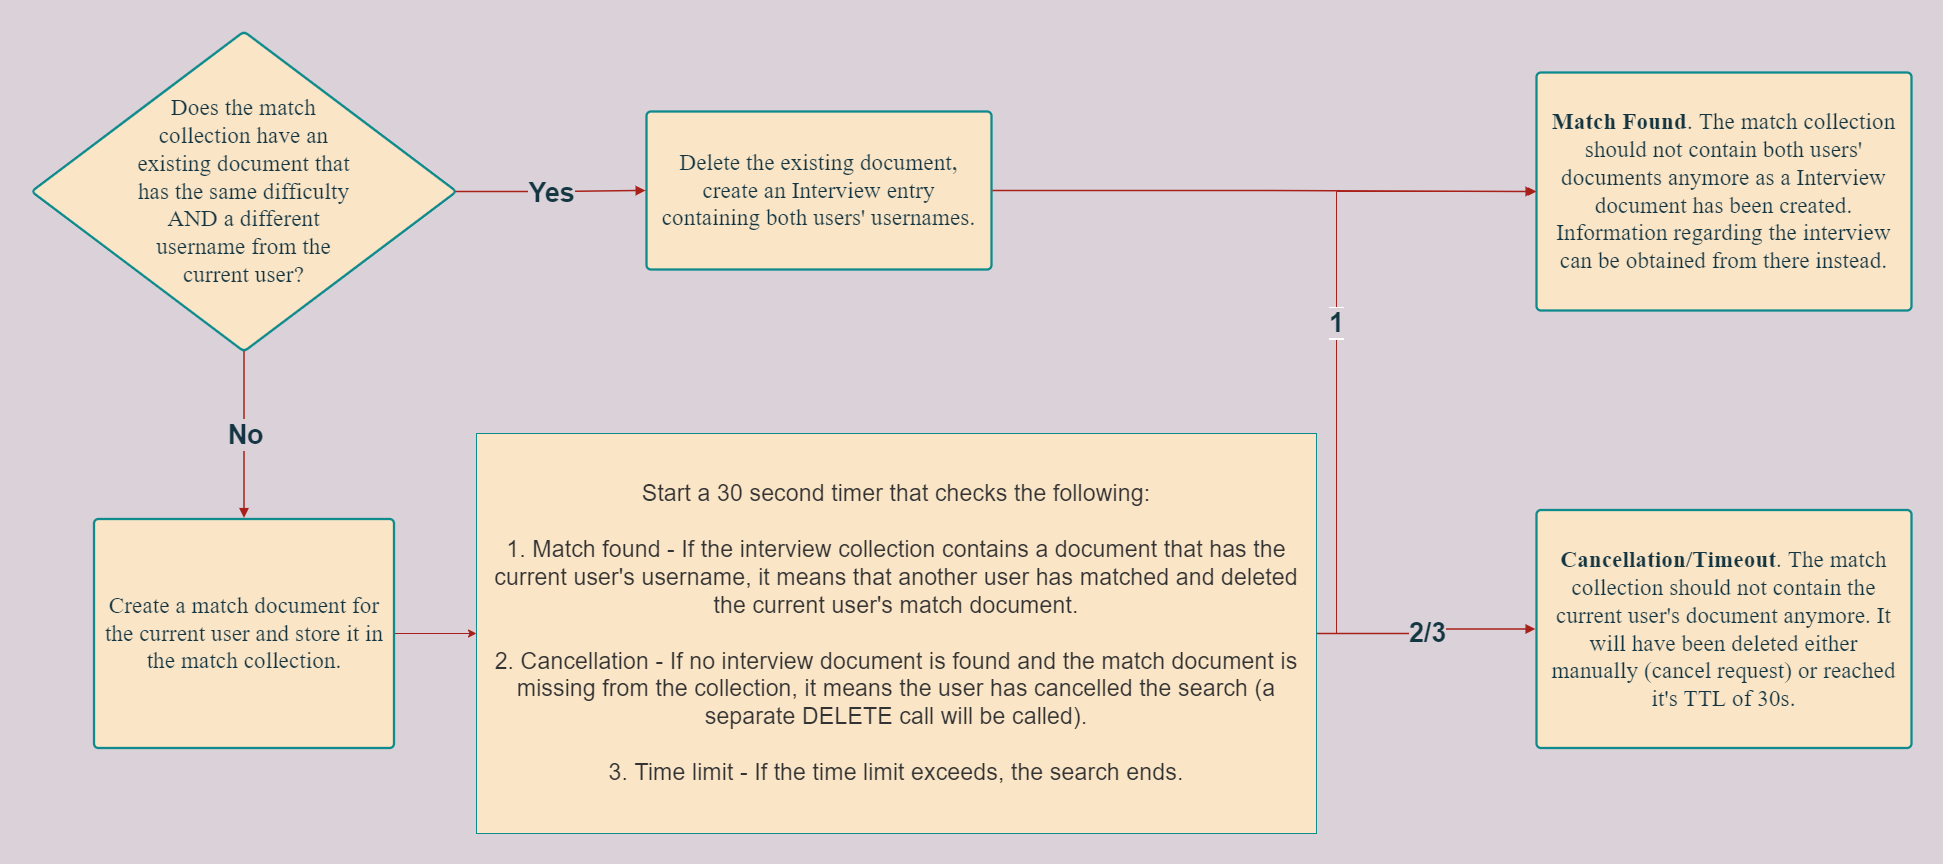 Does the match
collection have an
existing document that
has the same difficulty
AND a different
username from the
current user?
Yes
Delete the existing document,
create an Interview entry
containing both users' usernames.
Match Found. The match collection
should not contain both users'
documents anymore as a Interview
document has been created.
Information regarding the interview
can be obtained from there instead.
1
No
Create a match document for
the current user and store it in
the match collection.
Start a 30 second timer that checks the following:
1. Match found - If the interview collection contains a document that has the
current user's username, it means that another user has matched and deleted
the current user's match document.
2. Cancellation - If no interview document is found and the match document is
missing from the collection, it means the user has cancelled the search (a
separate DELETE call will be called).
3. Time limit - If the time limit exceeds, the search ends.
2/3
Cancellation/Timeout. The match
collection should not contain the
current user's document anymore. It
will have been deleted either
manually (cancel request) or reached
it's TTL of 30s.